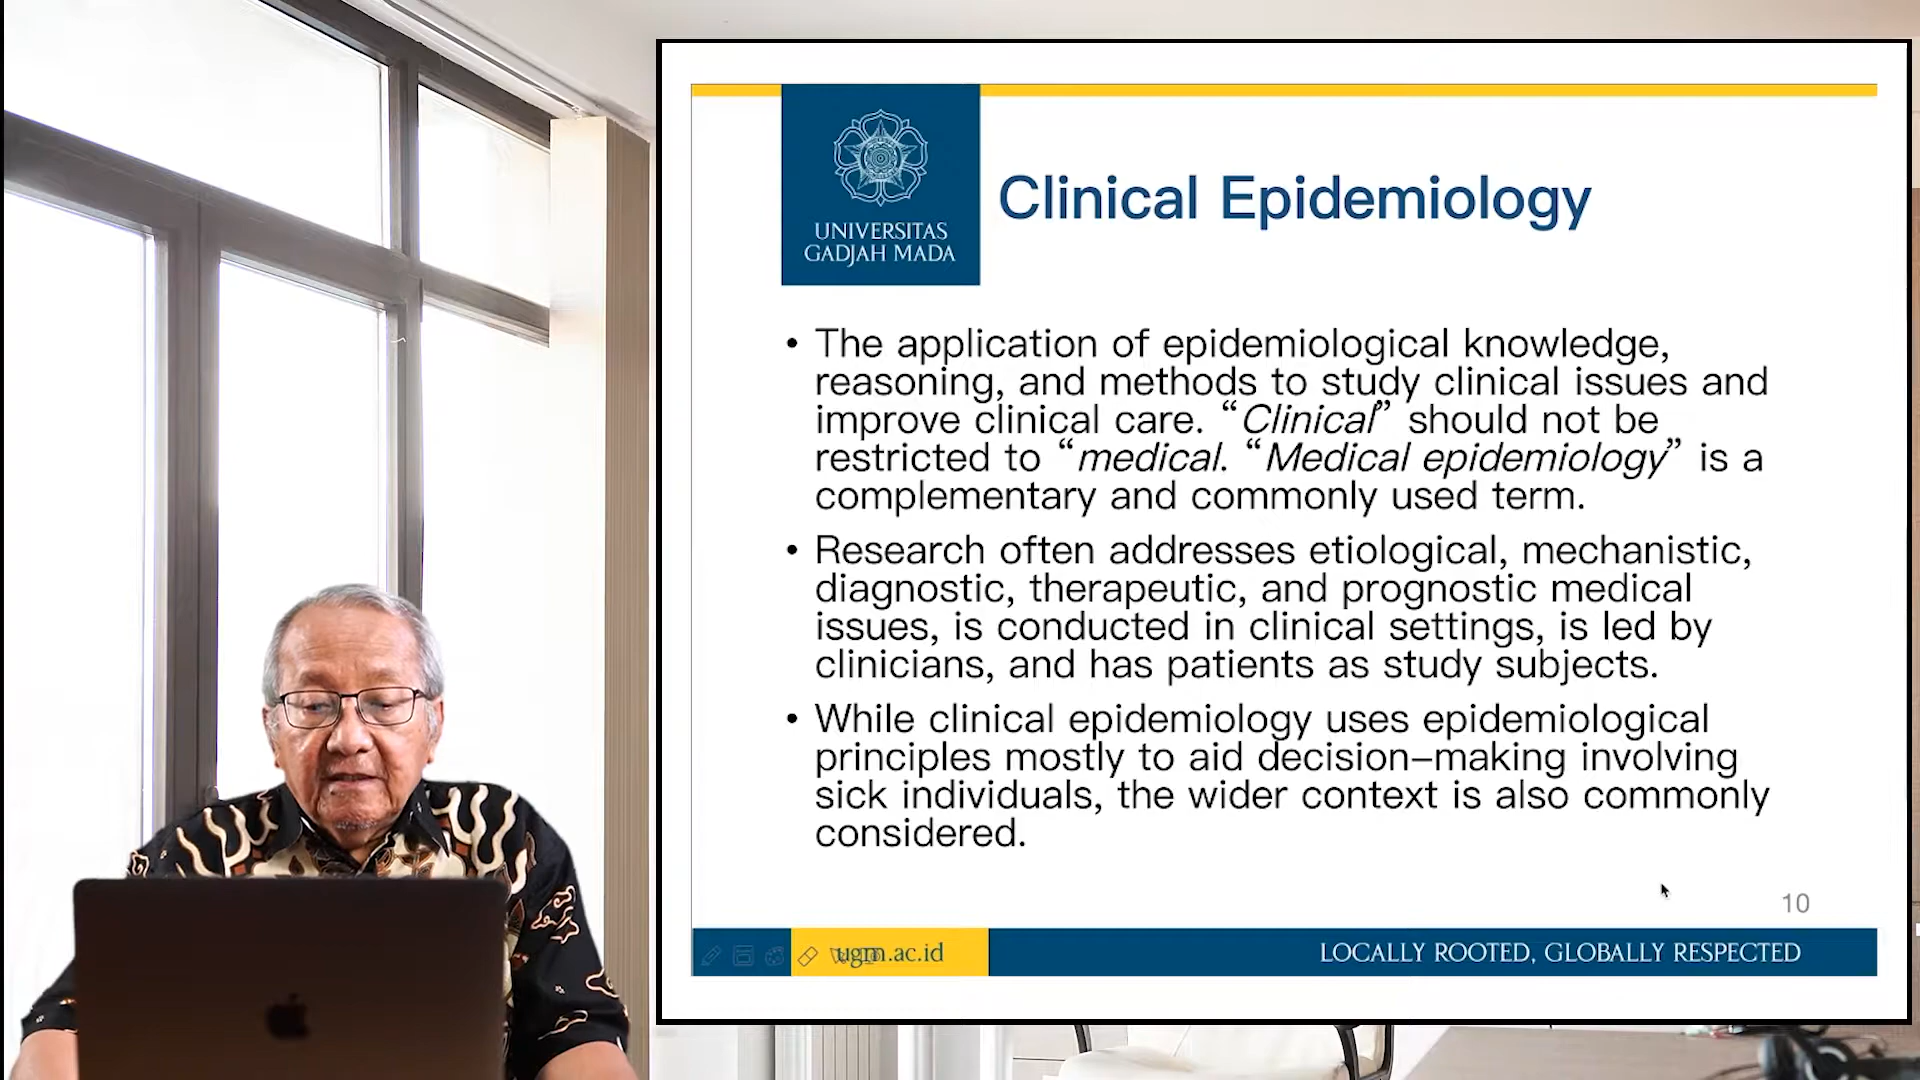 UNIVERSITAS
GADJAH MADA
Clinical Epidemiology
• The application of epidemiological knowledge,
reasoning, and methods to study clinical issues and
improve clinical care. “Clinical” should not be
restricted to “medical. “Medical epidemiology” is a
complementary and commonly used term.
• Research often addresses etiological, mechanistic,
diagnostic, therapeutic, and prognostic medical
issues, is conducted in clinical settings, is led by
clinicians, and has patients as study subjects.
• While clinical epidemiology uses epidemiological
principles mostly to aid decision–making involving
sick individuals, the wider context is also commonly
considered.
10
ugm.ac.id
LOCALLY ROOTED, GLOBALLY RESPECTED